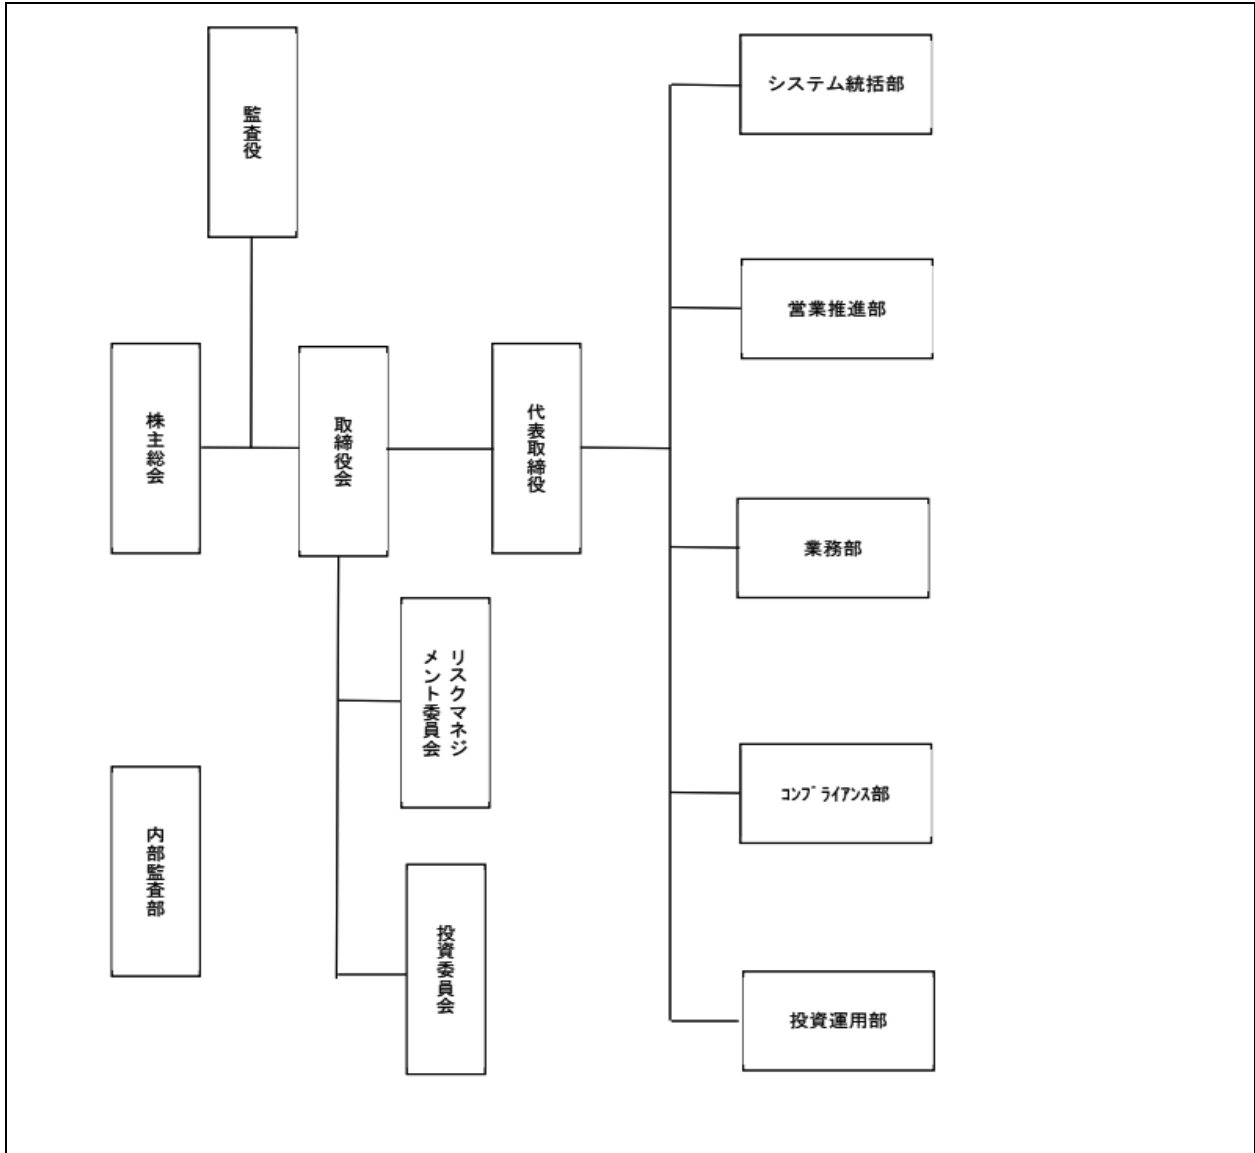 監査役
株主総会
取締役会
代表取締役
リスクマネジ
メント委員会
投資委員会
内部監査部
システム統括部
営業推進部
業務部
ｺﾝﾌﾟﾗｲｱﾝｽ部
投資運用部